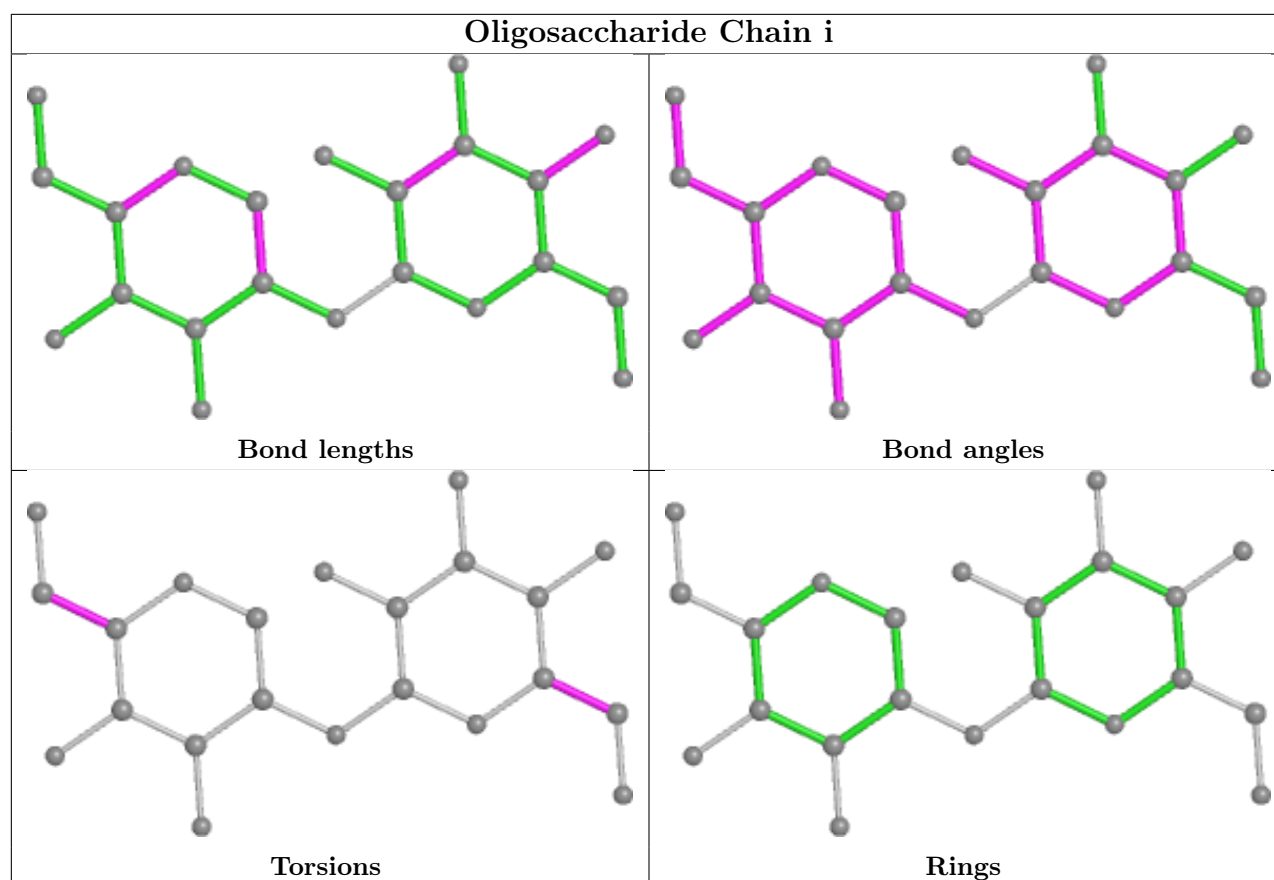 Oligosaccharide Chain i
Bond lengths
Bond angles
Torsions
Rings